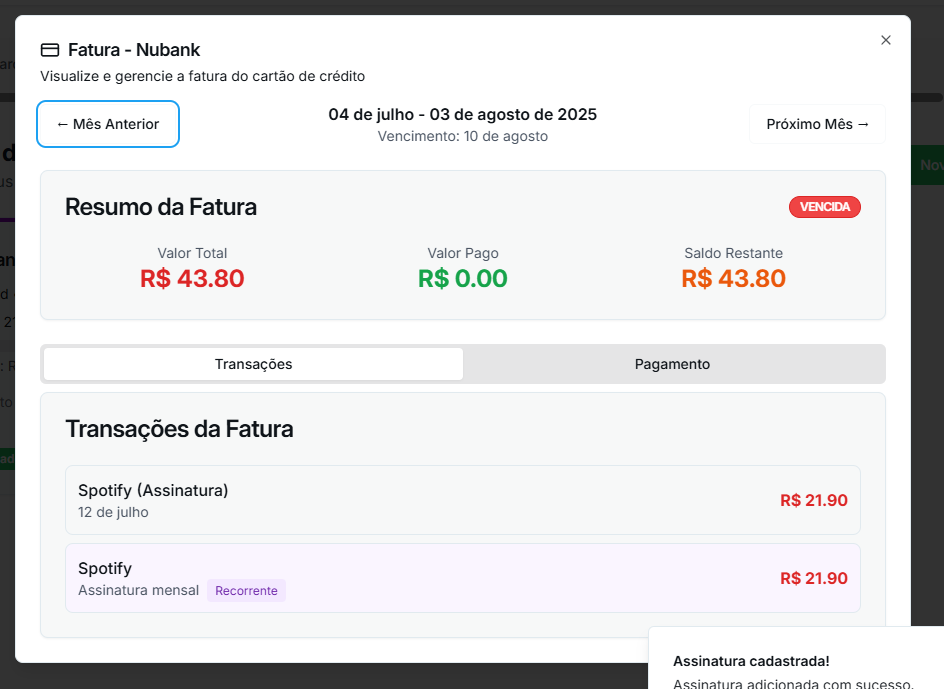 Fatura - Nubank
Visualize e gerencie a fatura do cartão de crédito
← Mês Anterior
04 de julho - 03 de agosto de 2025
Vencimento: 10 de agosto
Próximo Mês →
Resumo da Fatura
VENCIDA
Valor Total
R$ 43.80
Valor Pago
R$ 0.00
Saldo Restante
R$ 43.80
Transações
Pagamento
Transações da Fatura
Spotify (Assinatura)
12 de julho
R$ 21.90
Spotify
Assinatura mensal Recorrente
R$ 21.90
Assinatura cadastrada!
Assinatura adicionada com sucesso.